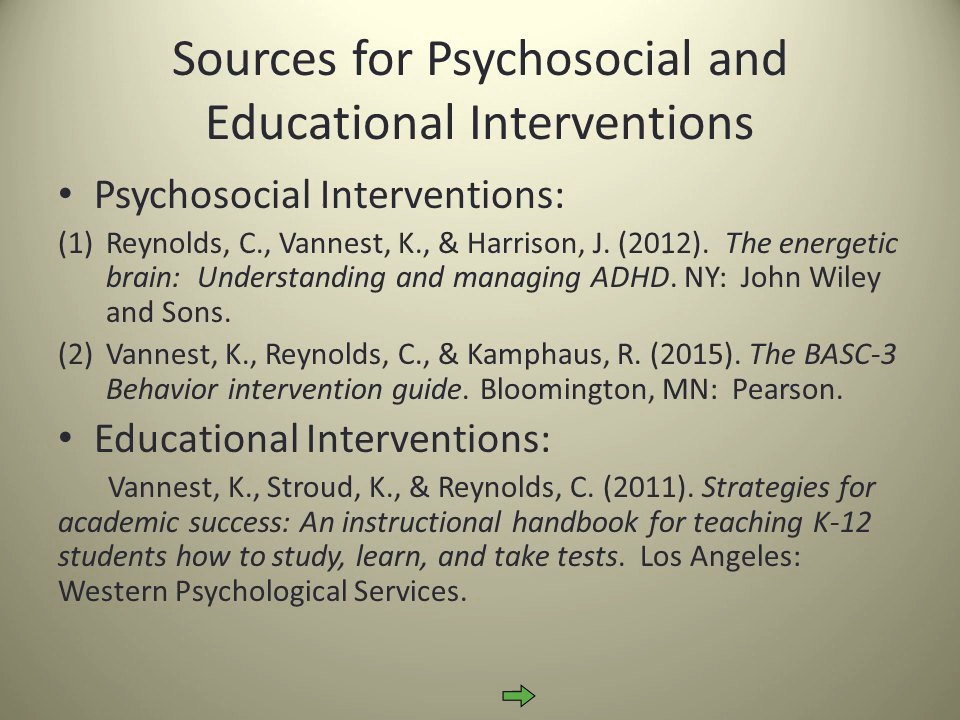 Sources for Psychosocial and
Educational Interventions
• Psychosocial Interventions:
(1) Reynolds, C., Vannest, K., & Harrison, J. (2012). The energetic
brain: Understanding and managing ADHD. NY: John Wiley
and Sons.
(2) Vannest, K., Reynolds, C., & Kamphaus, R. (2015). The BASC-3
Behavior intervention guide. Bloomington, MN: Pearson.
• Educational Interventions:
Vannest, K., Stroud, K., & Reynolds, C. (2011). Strategies for
academic success: An instructional handbook for teaching K-12
students how to study, learn, and take tests. Los Angeles:
Western Psychological Services.